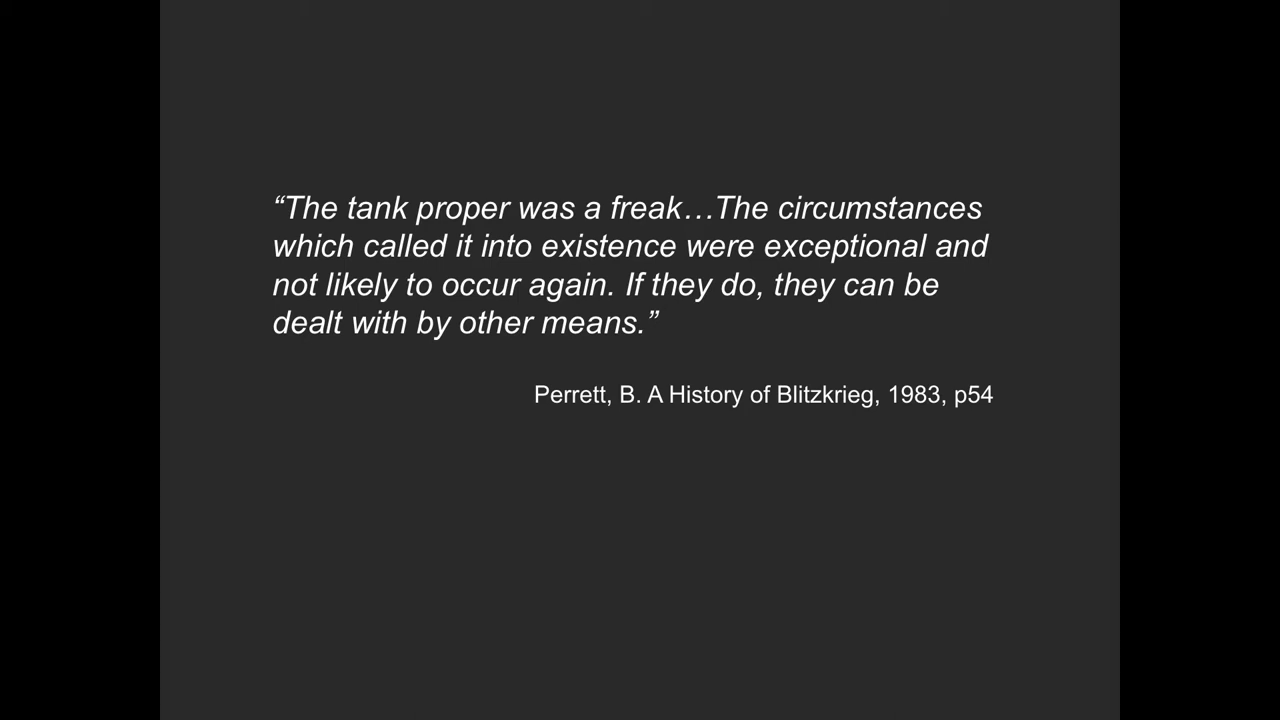 “The tank proper was a freak…The circumstances
which called it into existence were exceptional and
not likely to occur again. If they do, they can be
dealt with by other means.”
Perrett, B. A History of Blitzkrieg, 1983, p54